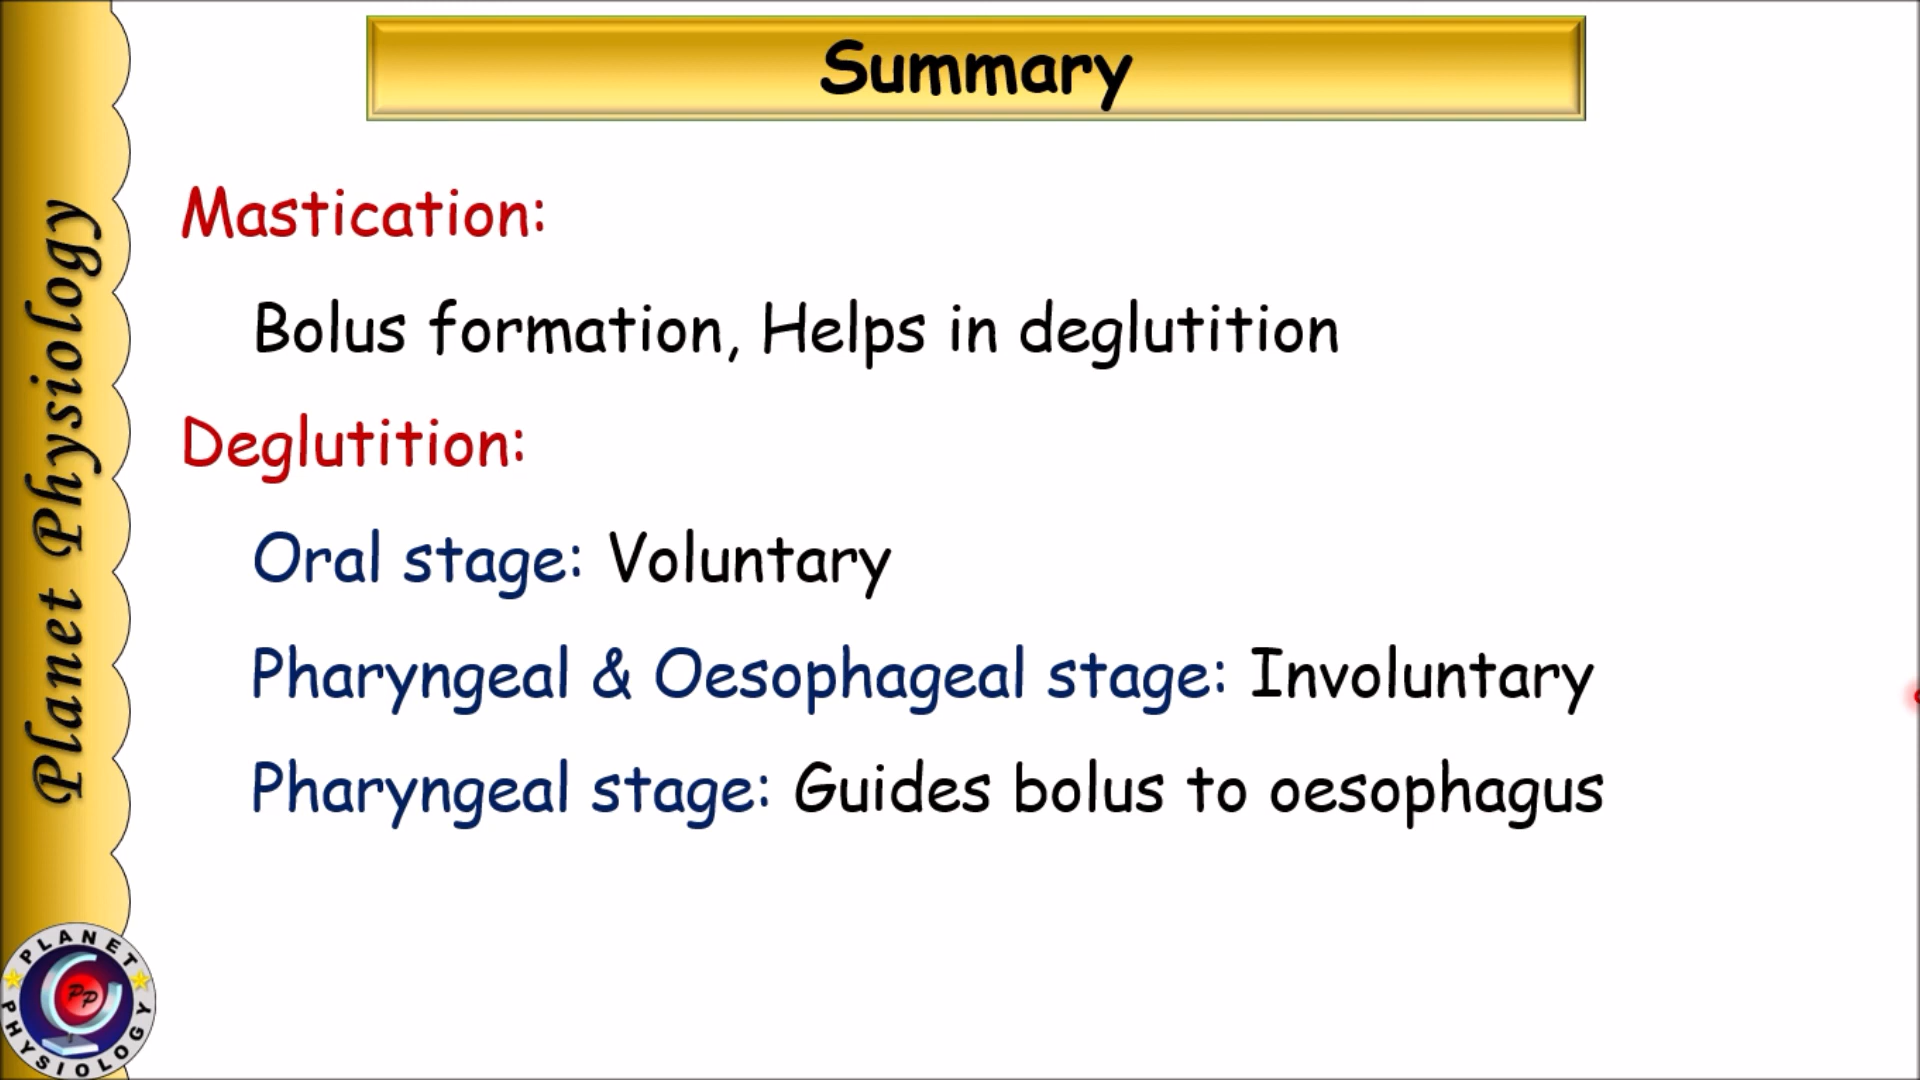 Summary
Mastication:
Bolus formation, Helps in deglutition
Deglutition:
Oral stage: Voluntary
Pharyngeal & Oesophageal stage: Involuntary
Pharyngeal stage: Guides bolus to oesophagus
Planet Physiology
PLANET
PP
PHYSIOLOGY